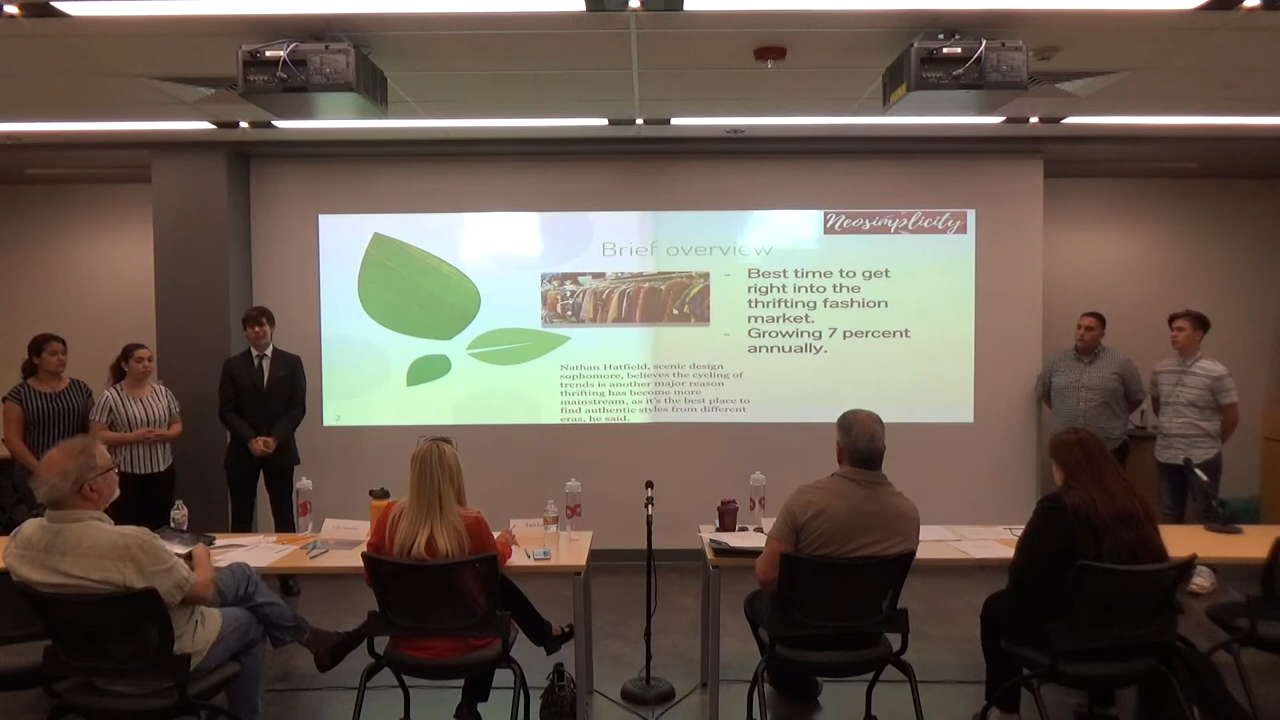 Neosimplicity
Brief overview
- Best time to get
right into the
thrifting fashion
market.
- Growing 7 percent
annually.
Nathan Hatfield, scenic design
sophomore, believes the cycling of
trends is another major reason
thrifting has become more
mainstream, as it's the best place to
find authentic styles from different
eras, he said.
3